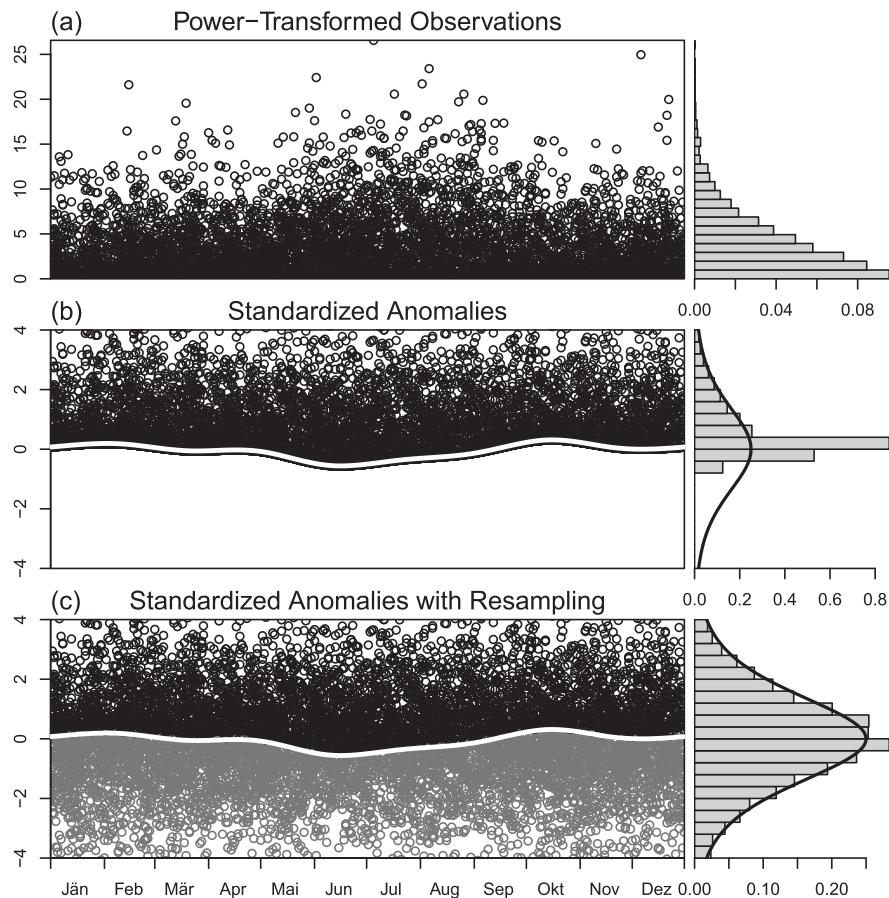 (a) Power−Transformed Observations
25
20
15
10
5
0
0.00 0.04 0.08
(b) Standardized Anomalies
4
2
0
−2
−4
0.0 0.2 0.4 0.6 0.8
(c) Standardized Anomalies with Resampling
4
2
0
−2
−4
Jän Feb Mär Apr Mai Jun Jul Aug Sep Okt Nov Dez 0.00 0.10 0.20